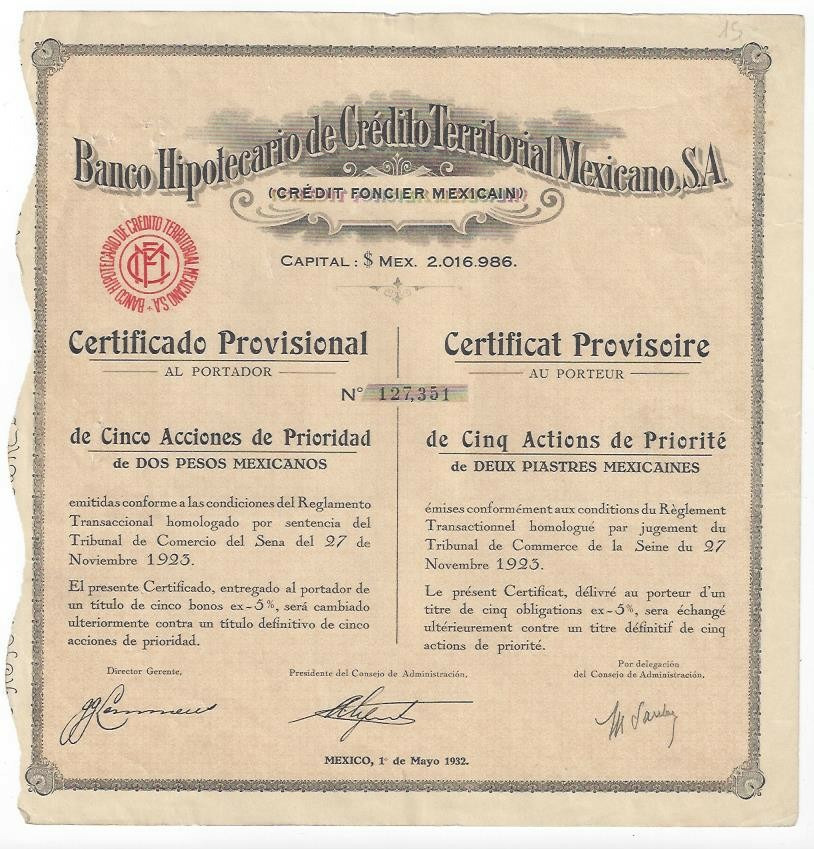 15-
Banco Hipotecario de Crédito Territorial Mexicano, S.A.
(CRÉDIT FONCIER MEXICAIN)
BANCO HIPOTECARIO DE CREDITO TERRITORIAL MEXICANO S.A.
CAPITAL : $ MEX. 2.016.986.
Certificado Provisional
AL PORTADOR
Certificat Provisoire
AU PORTEUR
N° 127,351
de Cinco Acciones de Prioridad
de DOS PESOS MEXICANOS
emitidas conforme a las condiciones del Reglamento
Transaccional homologado por sentencia del
Tribunal de Comercio del Sena del 27 de
Noviembre 1923.
El presente Certificado, entregado al portador de
un título de cinco bonos ex-5%, será cambiado
ulteriormente contra un título definitivo de cinco
acciones de prioridad.
de Cinq Actions de Priorité
de DEUX PIASTRES MEXICAINES
émises conformément aux conditions du Règlement
Transactionnel homologué par jugement du
Tribunal de Commerce de la Seine du 27
Novembre 1923.
Le présent Certificat, délivré au porteur d'un
titre de cinq obligations ex-5%, sera échangé
ultérieurement contre un titre définitif de cinq
actions de priorité.
Director Gerente,
Presidente del Consejo de Administración,
Por delegación
del Consejo de Administración,
MEXICO, 1° de Mayo 1932.